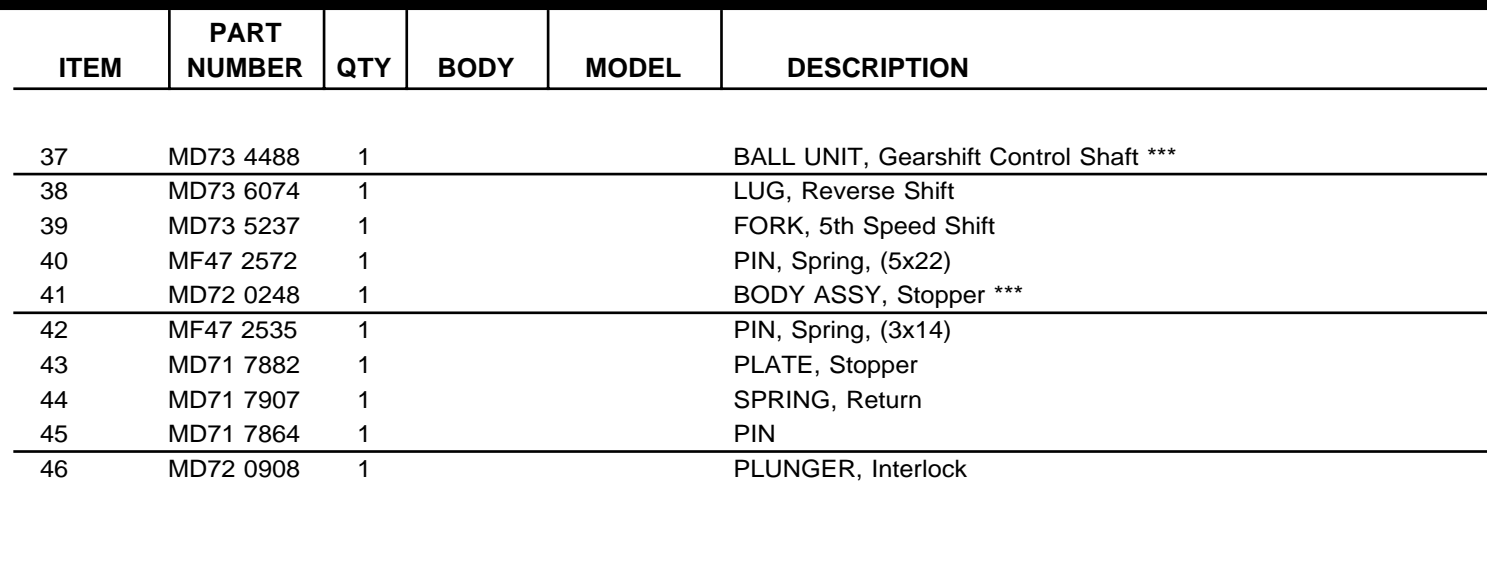 PART
ITEM NUMBER QTY BODY MODEL DESCRIPTION
37 MD73 4488 1 BALL UNIT, Gearshift Control Shaft ***
38 MD73 6074 1 LUG, Reverse Shift
39 MD73 5237 1 FORK, 5th Speed Shift
40 MF47 2572 1 PIN, Spring, (5x22)
41 MD72 0248 1 BODY ASSY, Stopper ***
42 MF47 2535 1 PIN, Spring, (3x14)
43 MD71 7882 1 PLATE, Stopper
44 MD71 7907 1 SPRING, Return
45 MD71 7864 1 PIN
46 MD72 0908 1 PLUNGER, Interlock